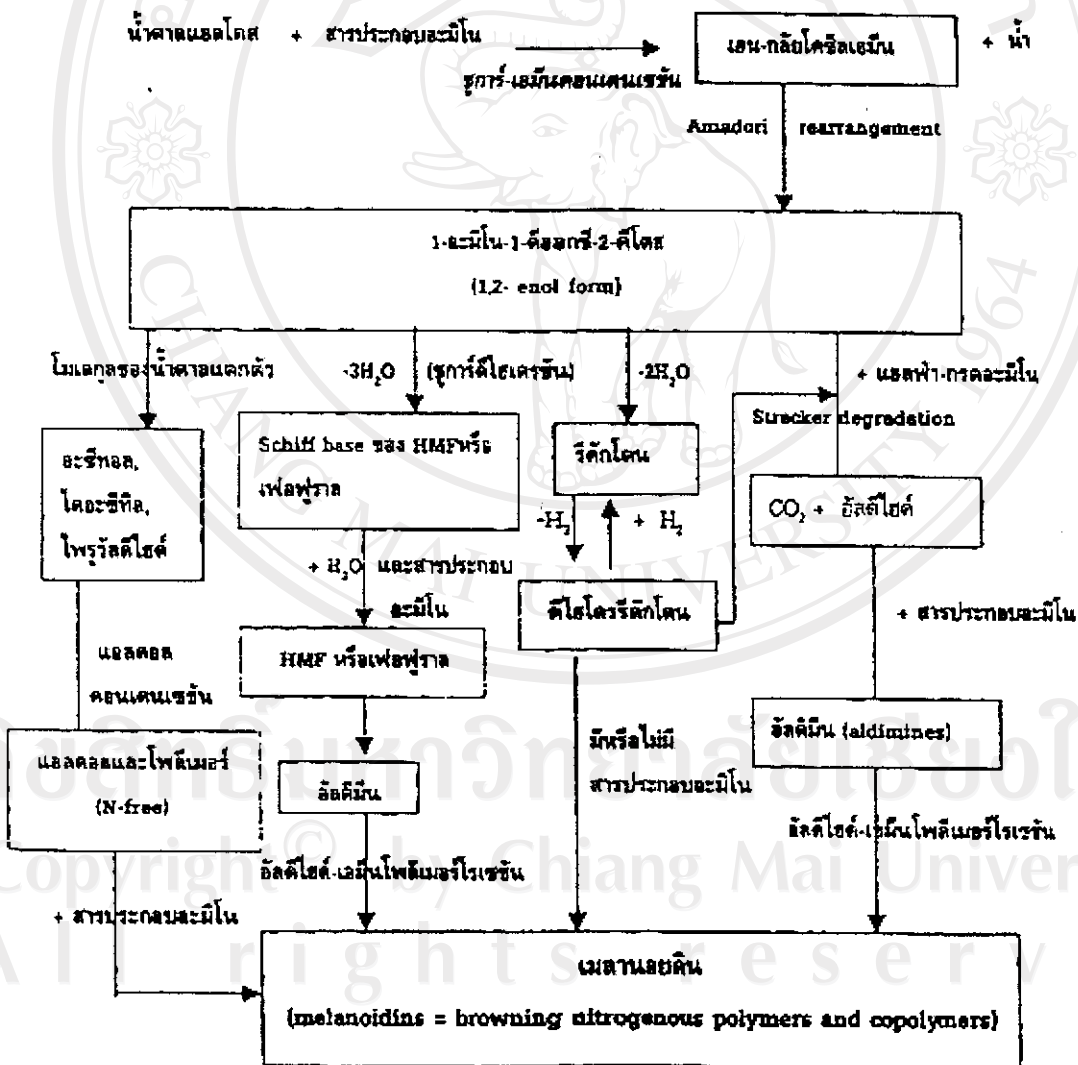 น้ำตาลแอลโดส + สารประกอบอะมิโน
ชูการ์-เอมีนคอนเดนเซชัน
เอน-กลัยโคซิลเอมีน
+ น้ำ
Amadori rearrangement
1-อะมิโน-1-ดีออกซี-2-คีโตส
(1,2- enol form)
โมเลกุลของน้ำตาลแตกตัว
-3H₂O (ชูการ์ดีไฮเดรชัน)
-2H₂O
+ แอลฟา-กรดอะมิโน
Strecker degradation
อะซีทอล,
ไดอะซีทิล,
ไพรูวัลดีไฮด์
Schiff base ของ HMFหรือ
เฟอฟูราล
รีดักโตน
-H₂ + H₂
CO₂ + อัลดีไฮด์
+ H₂O และสารประกอบ
อะมิโน
ดีไฮโดรรีดักโตน
+ สารประกอบอะมิโน
แอลดอล
คอนเดนเซชัน
HMF หรือเฟอฟูราล
แอลดอลและโพลีเมอร์
(N-free)
อัลดิมีน
มีหรือไม่มี
สารประกอบอะมิโน
อัลดิมีน (aldimines)
อัลดีไฮด์-เอมีนโพลีเมอร์ไรเซชัน
อัลดีไฮด์-เอมีนโพลีเมอร์ไรเซชัน
+ สารประกอบอะมิโน
เมลานอยดิน
(melanoidins = browning nitrogenous polymers and copolymers)
CHIANG MAI UNIVERSITY 1964
Copyright © by Chiang Mai Univer
All rights reserv